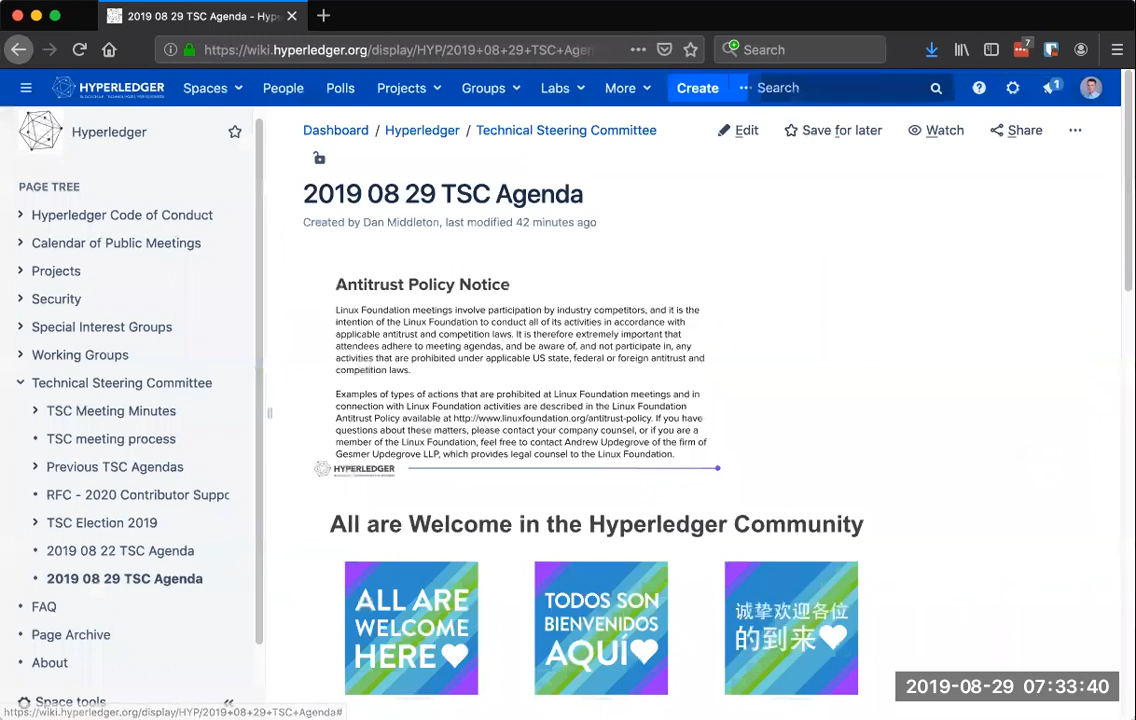 2019 08 29 TSC Agenda - Hype
https://wiki.hyperledger.org/display/HYP/2019+08+29+TSC+Agen
Search
7
HYPERLEDGER
Spaces
People
Polls
Projects
Groups
Labs
More
Create
Search
1
Hyperledger
Dashboard / Hyperledger / Technical Steering Committee
Edit
Save for later
Watch
Share
PAGE TREE
Hyperledger Code of Conduct
Calendar of Public Meetings
Projects
Security
Special Interest Groups
Working Groups
Technical Steering Committee
TSC Meeting Minutes
TSC meeting process
Previous TSC Agendas
RFC - 2020 Contributor Suppo
TSC Election 2019
2019 08 22 TSC Agenda
2019 08 29 TSC Agenda
FAQ
Page Archive
About
Space tools
2019 08 29 TSC Agenda
Created by Dan Middleton, last modified 42 minutes ago
Antitrust Policy Notice
Linux Foundation meetings involve participation by industry competitors, and it is the
intention of the Linux Foundation to conduct all of its activities in accordance with
applicable antitrust and competition laws. It is therefore extremely important that
attendees adhere to meeting agendas, and be aware of, and not participate in, any
activities that are prohibited under applicable US state, federal or foreign antitrust and
competition laws.
Examples of types of actions that are prohibited at Linux Foundation meetings and in
connection with Linux Foundation activities are described in the Linux Foundation
Antitrust Policy available at http://www.linuxfoundation.org/antitrust-policy. If you have
questions about these matters, please contact your company counsel, or if you are a
member of the Linux Foundation, feel free to contact Andrew Updegrove of the firm of
Gesmer Updegrove LLP, which provides legal counsel to the Linux Foundation.
HYPERLEDGER
All are Welcome in the Hyperledger Community
ALL ARE
WELCOME
HERE
TODOS SON
BIENVENIDOS
AQUÍ
诚挚欢迎各位
的到来
2019-08-29 07:33:40
https://wiki.hyperledger.org/display/HYP/2019+08+29+TSC+Agenda#